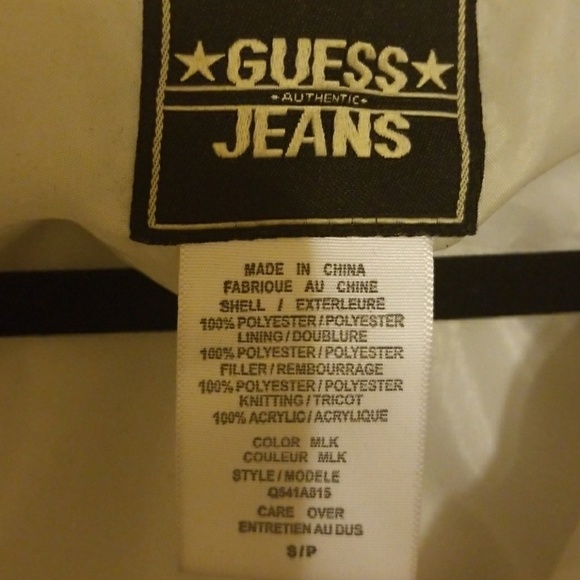 ★GUESS★
•AUTHENTIC•
JEANS
MADE IN CHINA
FABRIQUE AU CHINE
SHELL / EXTERLEURE
100% POLYESTER / POLYESTER
LINING / DOUBLURE
100% POLYESTER / POLYESTER
FILLER / REMBOURRAGE
100% POLYESTER / POLYESTER
KNITTING / TRICOT
100% ACRYLIC / ACRYLIQUE
COLOR MLK
COULEUR MLK
STYLE / MODELE
Q541A815
CARE OVER
ENTRETIEN AU DUS
S/P